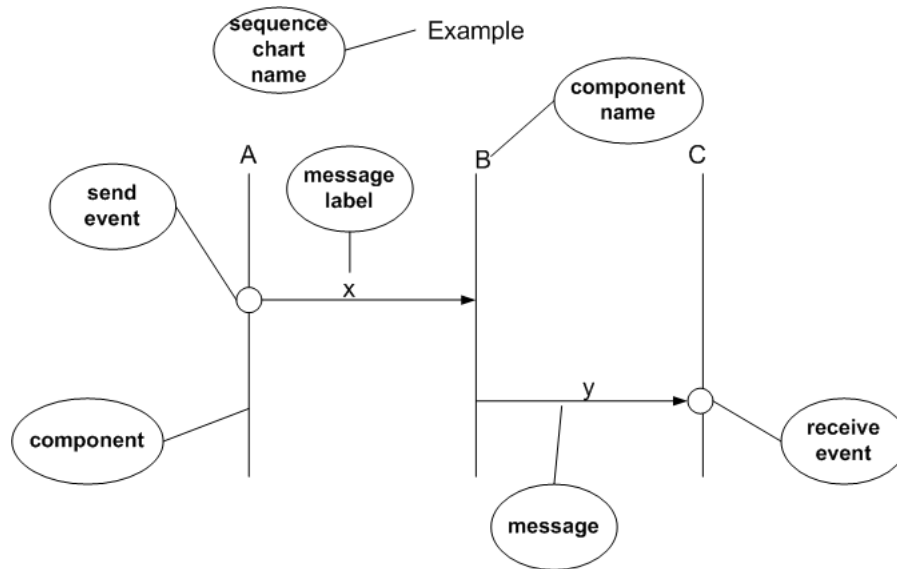 sequence
chart
name
Example
component
name
A
B
C
message
label
send
event
x
y
component
receive
event
message